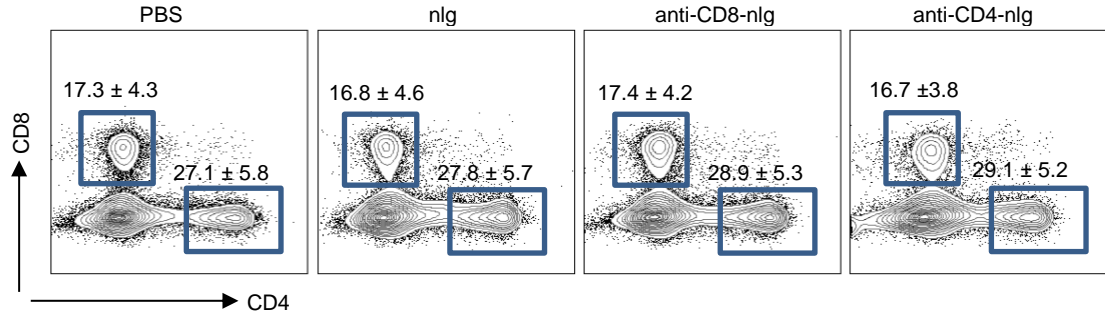 PBS
nlg
anti-CD8-nlg
anti-CD4-nlg
17.3 ± 4.3
16.8 ± 4.6
17.4 ± 4.2
16.7 ±3.8
CD8
27.1 ± 5.8
27.8 ± 5.7
28.9 ± 5.3
29.1 ± 5.2
CD4